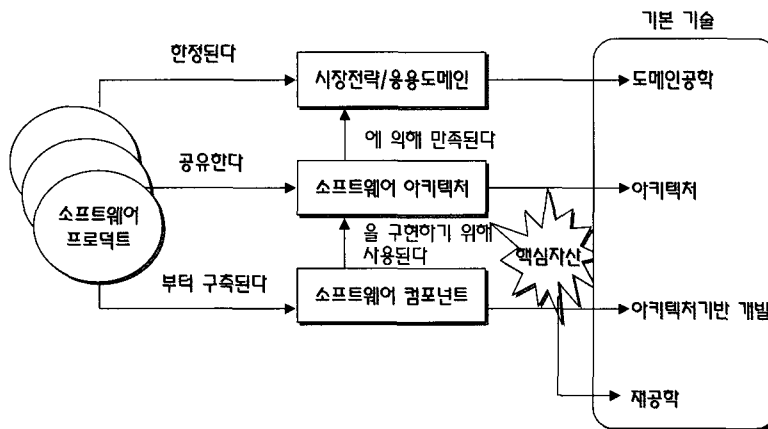 기본 기술
한정된다
시장전략/응용도메인
도메인공학
에 의해 만족된다
공유한다
소프트웨어 아키텍처
아키텍처
소프트웨어
프로덕트
을 구현하기 위해
사용된다
핵심자산
부터 구축된다
소프트웨어 컴포넌트
아키텍처기반 개발
재공학